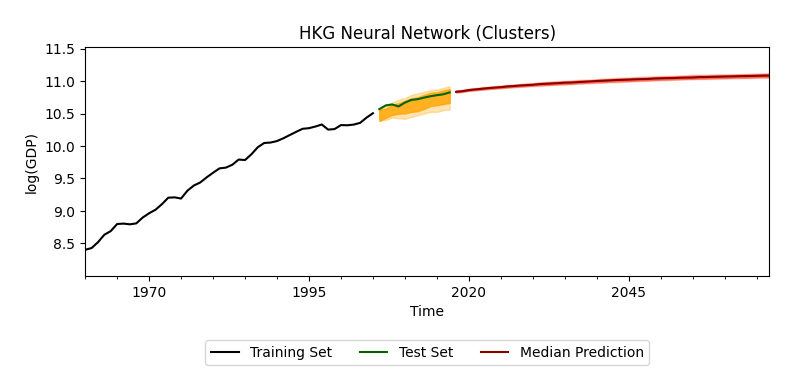 HKG Neural Network (Clusters)
11.5
11.0
10.5
10.0
9.5
9.0
8.5
log(GDP)
1970 1995 2020 2045
Time
Training Set Test Set Median Prediction